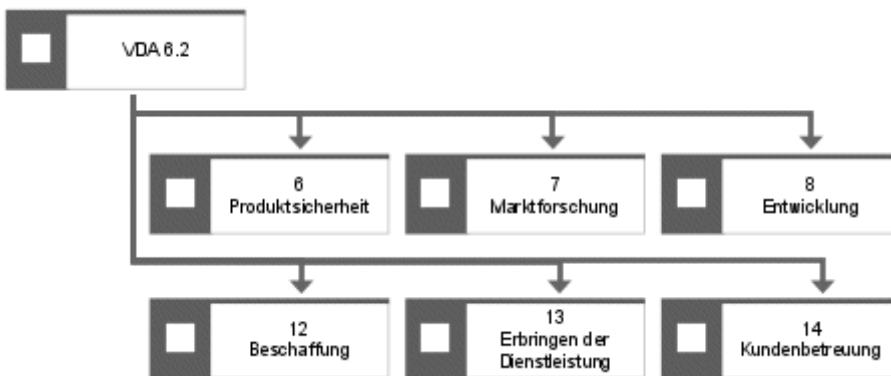 VDA 6.2
6
Produktsicherheit
7
Marktforschung
8
Entwicklung
12
Beschaffung
13
Erbringen der
Dienstleistung
14
Kundenbetreuung